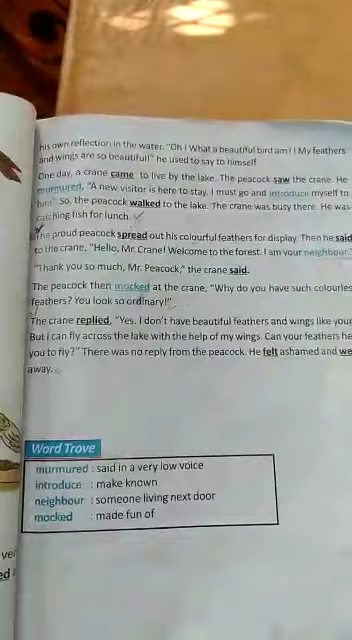 his own reflection in the water. "Oh ! What a beautiful bird am I ! My feathers
and wings are so beautiful!" he used to say to himself
One day, a crane came to live by the lake. The peacock saw the crane. He
murmured, "A new visitor is here to stay. I must go and introduce myself to
him." So, the peacock walked to the lake. The crane was busy there. He was
catching fish for lunch.
The proud peacock spread out his colourful feathers for display. Then he said
to the crane, "Hello, Mr. Crane! Welcome to the forest. I am your neighbour."
"Thank you so much, Mr. Peacock," the crane said.
The peacock then mocked at the crane, "Why do you have such colourles
feathers? You look so ordinary!"
The crane replied, "Yes. I don't have beautiful feathers and wings like your
But i can fly across the lake with the help of my wings. Can your feathers he
you to fly?" There was no reply from the peacock. He felt ashamed and we
away.
Word Trove
murmured : said in a very low voice
introduce : make known
neighbour : someone living next door
mocked : made fun of
ver
ed